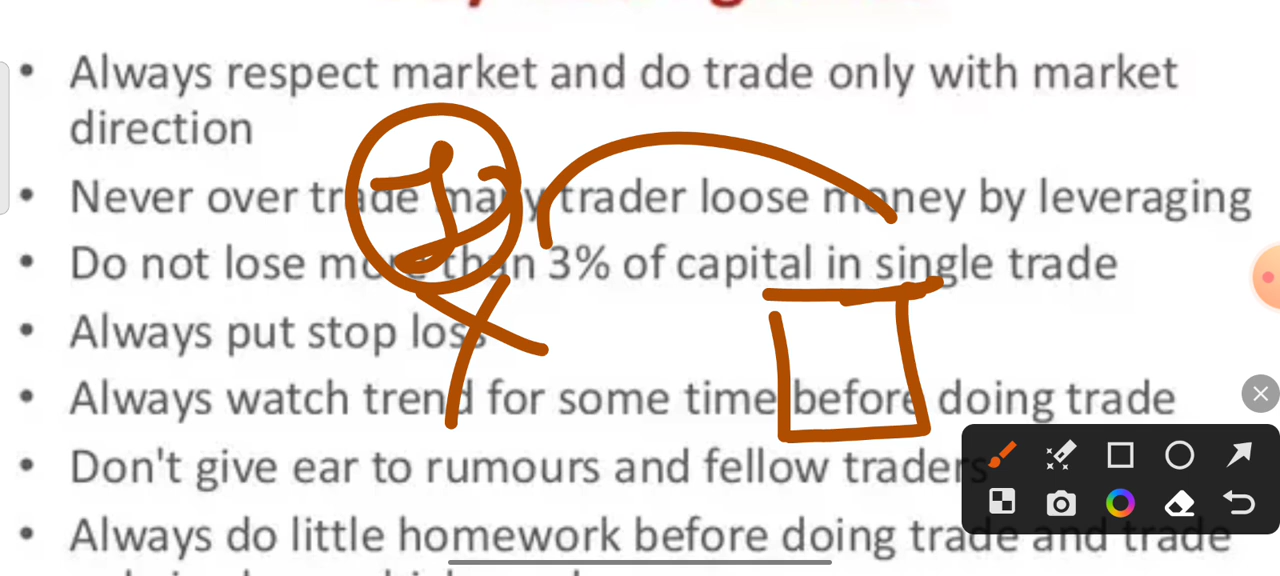 • Always respect market and do trade only with market
direction
• Never over trade many trader loose money by leveraging
• Do not lose more than 3% of capital in single trade
• Always put stop loss
• Always watch trend for some time before doing trade
• Don't give ear to rumours and fellow traders
• Always do little homework before doing trade and trade